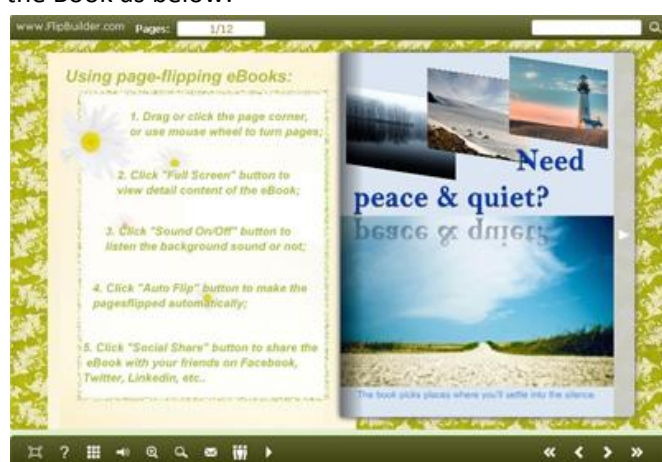 the Book as below:
www.FlipBuilder.com Pages: 1/12
Using page-flipping eBooks:
1. Drag or click the page corner,
or use mouse wheel to turn pages;
2. Click "Full Screen" button to
view detail content of the eBook;
3. Click "Sound On/Off" button to
listen the background sound or not;
4. Click "Auto Flip" button to make the
pagesflipped automatically;
5. Click "Social Share" button to share the
eBook with your friends on Facebook,
Twitter, Linkedin, etc..
Need
peace & quiet?
peace & quiet?
The book picks places where you'll settle into the silence.